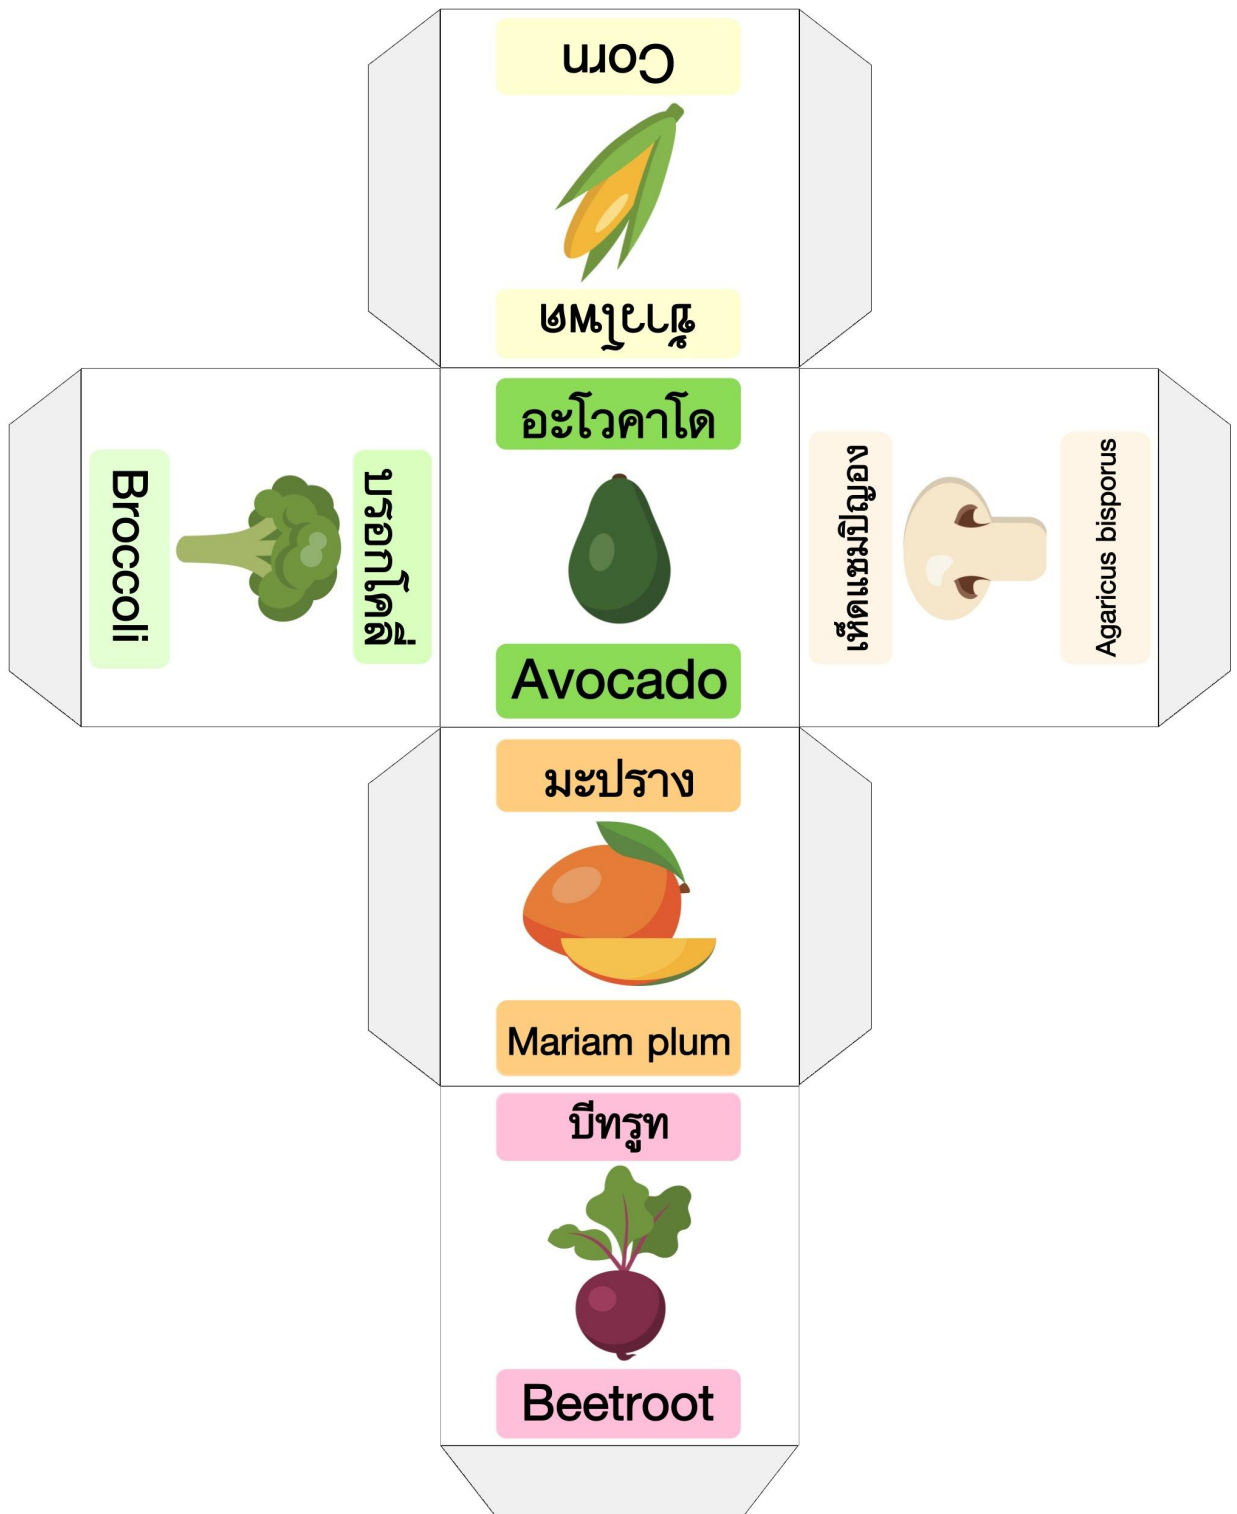 Corn
ข้าวโพด
Broccoli
บรอกโคลี่
อะโวคาโด
Avocado
เห็ดแชมปิญอง
Agaricus bisporus
มะปราง
Mariam plum
บีทรูท
Beetroot